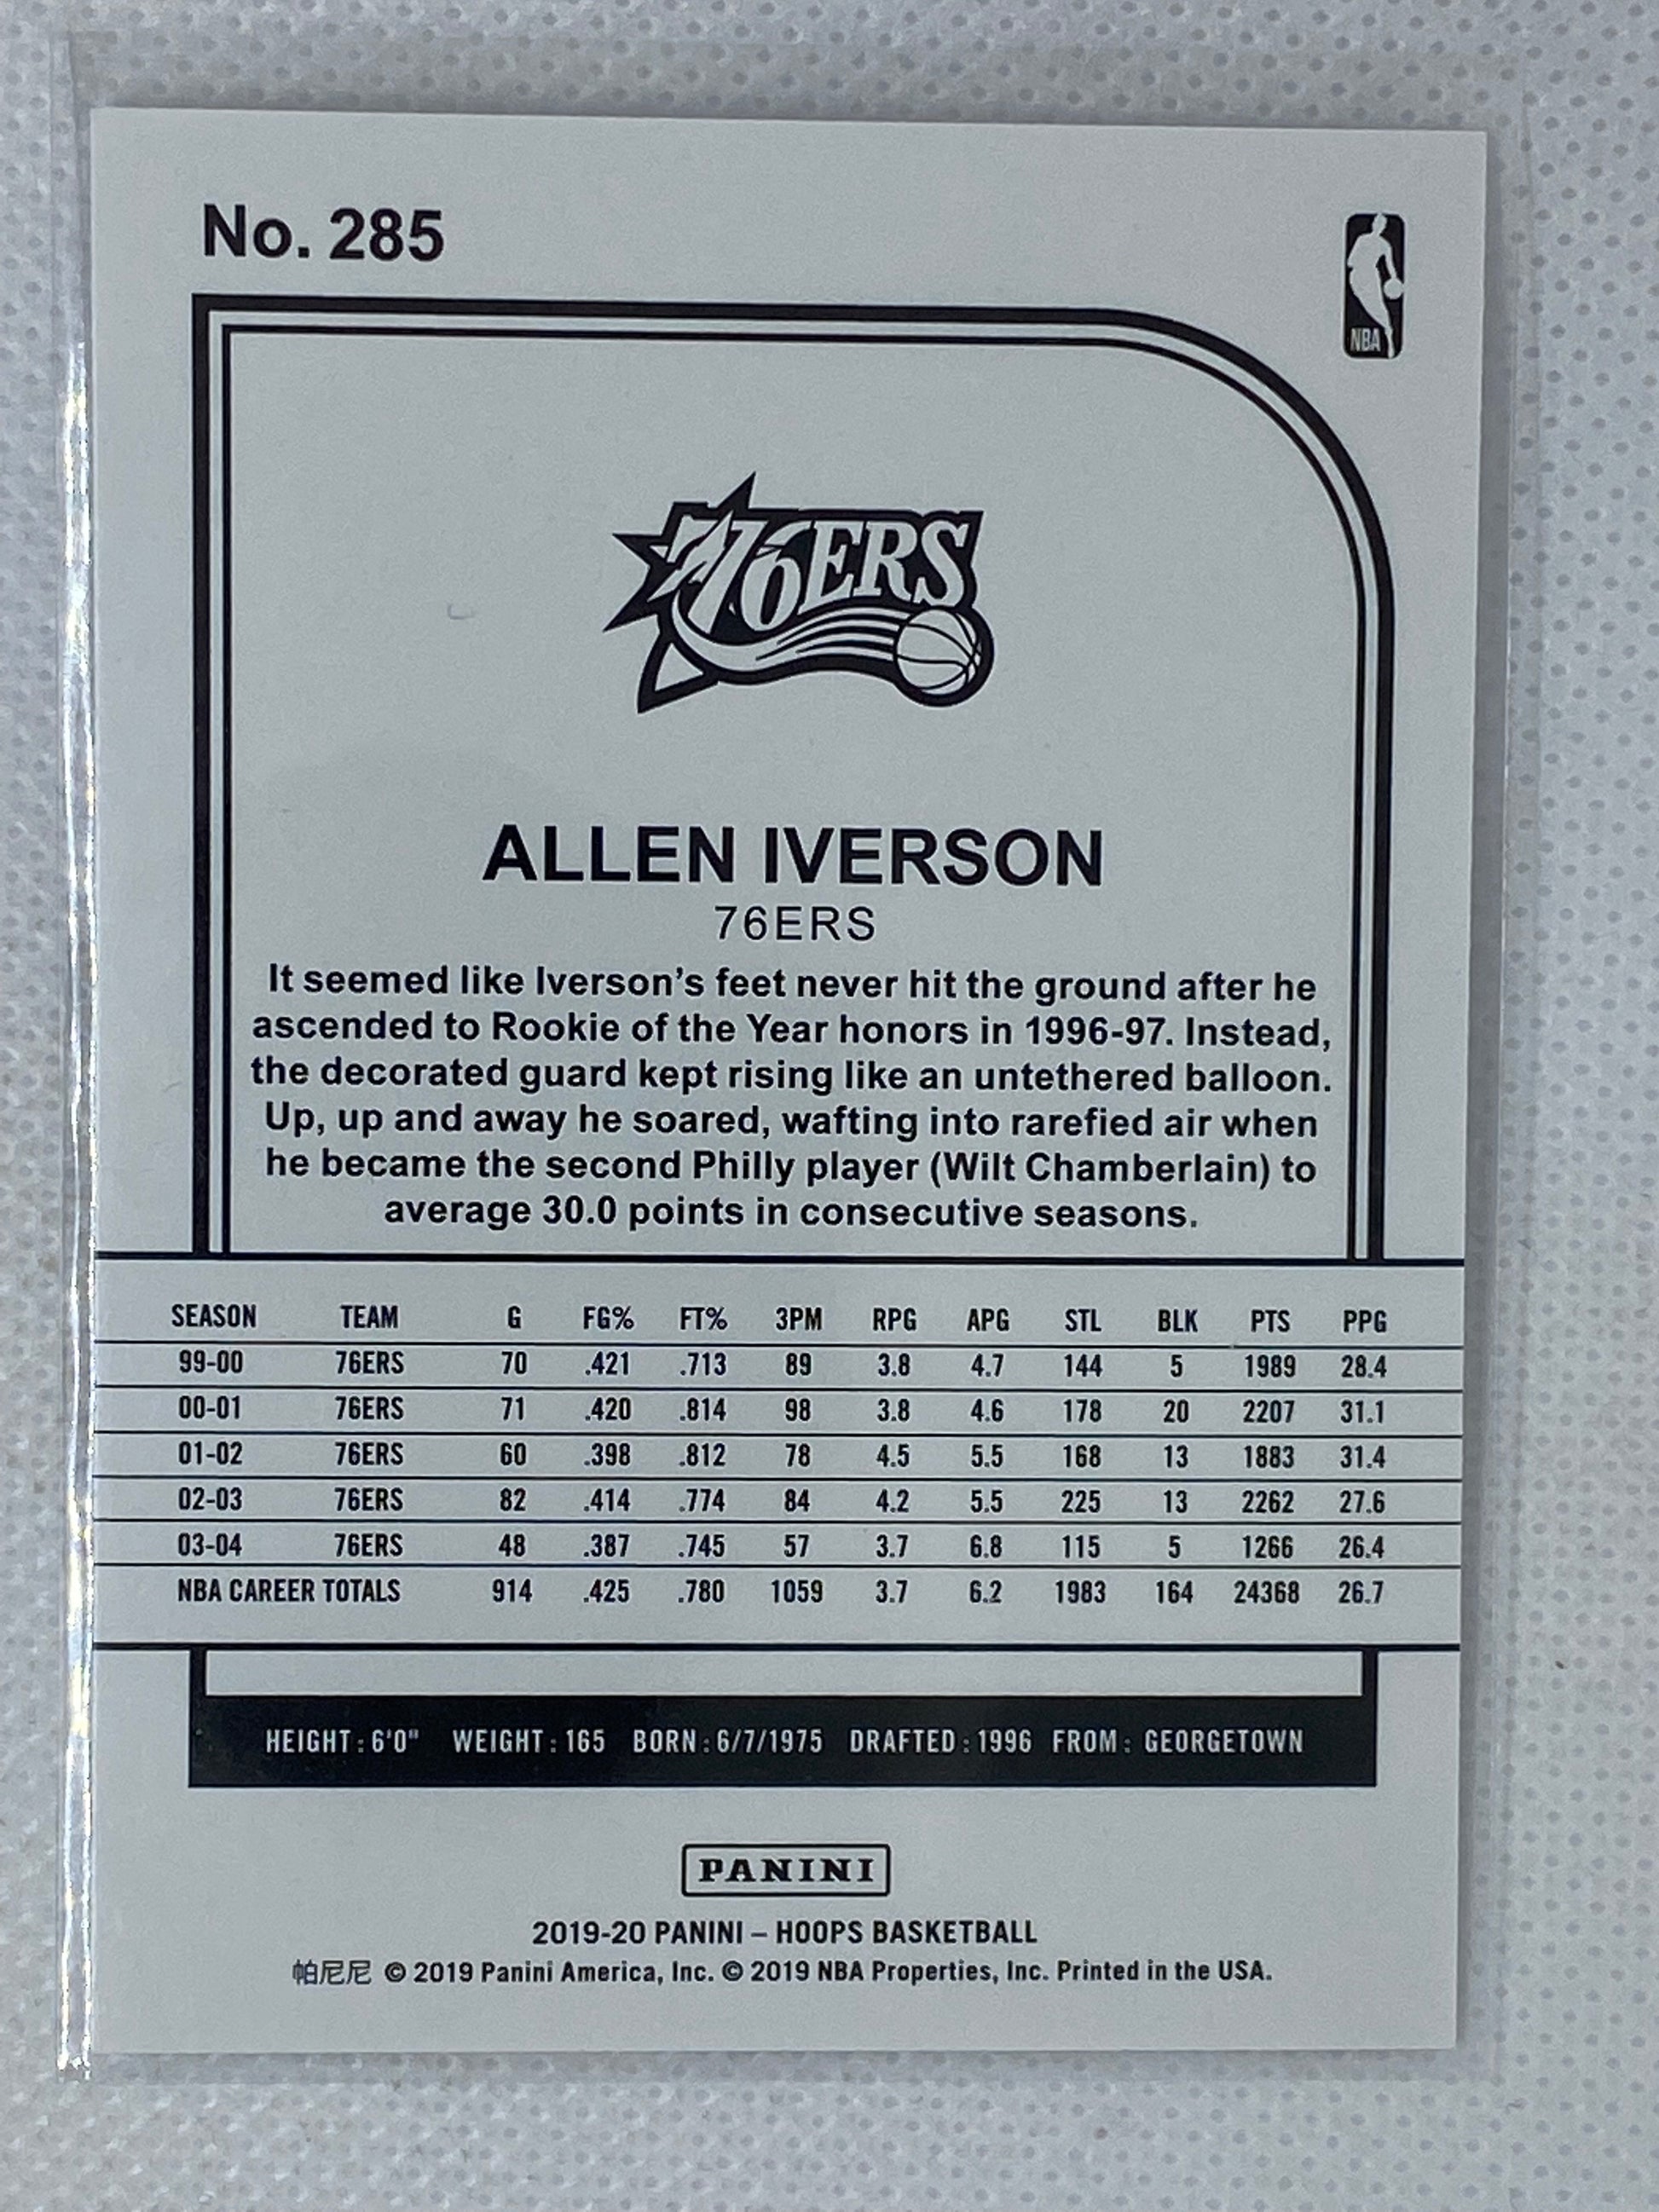 No. 285
NBA
76ERS
ALLEN IVERSON
76ERS
It seemed like Iverson's feet never hit the ground after he
ascended to Rookie of the Year honors in 1996-97. Instead,
the decorated guard kept rising like an untethered balloon.
Up, up and away he soared, wafting into rarefied air when
he became the second Philly player (Wilt Chamberlain) to
average 30.0 points in consecutive seasons.
SEASON TEAM G FG% FT% 3PM RPG APG STL BLK PTS PPG
99-00 76ERS 70 .421 .713 89 3.8 4.7 144 5 1989 28.4
00-01 76ERS 71 .420 .814 98 3.8 4.6 178 20 2207 31.1
01-02 76ERS 60 .398 .812 78 4.5 5.5 168 13 1883 31.4
02-03 76ERS 82 .414 .774 84 4.2 5.5 225 13 2262 27.6
03-04 76ERS 48 .387 .745 57 3.7 6.8 115 5 1266 26.4
NBA CAREER TOTALS 914 .425 .780 1059 3.7 6.2 1983 164 24368 26.7
HEIGHT: 6'0" WEIGHT: 165 BORN: 6/7/1975 DRAFTED: 1996 FROM: GEORGETOWN
PANINI
2019-20 PANINI – HOOPS BASKETBALL
帕尼尼 © 2019 Panini America, Inc. © 2019 NBA Properties, Inc. Printed in the USA.